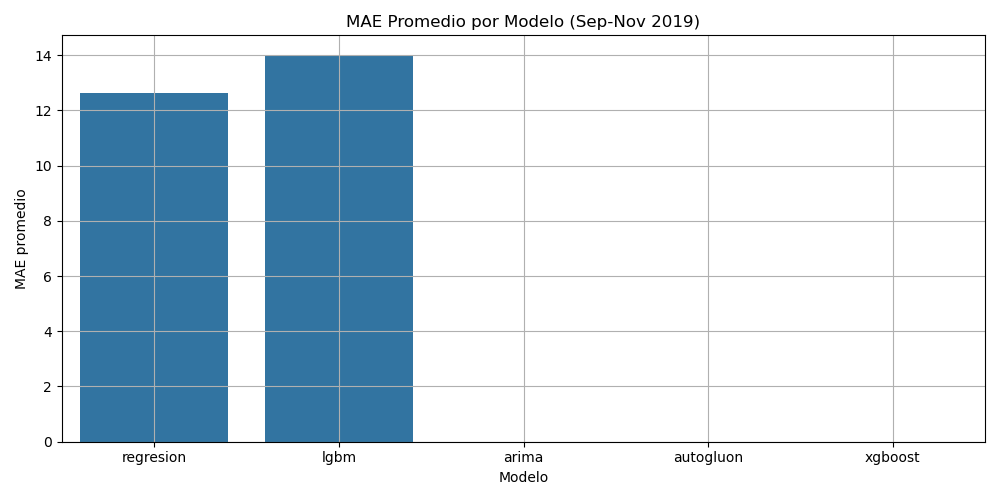 MAE Promedio por Modelo (Sep-Nov 2019)
MAE promedio
14
12
10
8
6
4
2
0
regresion lgbm arima autogluon xgboost
Modelo